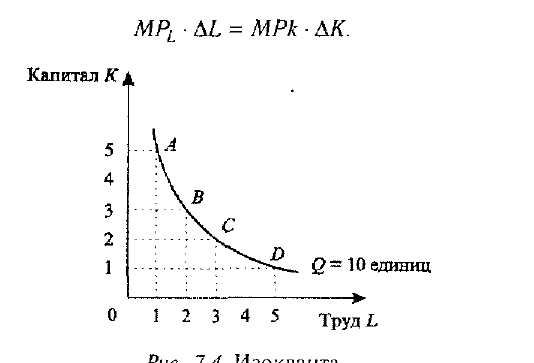 MP_L · ΔL = MPk · ΔK.
Капитал K
5
A
4
3
B
2
C
1
D
Q = 10 единиц
0 1 2 3 4 5 Труд L
Рис. 7.4. Изокванта